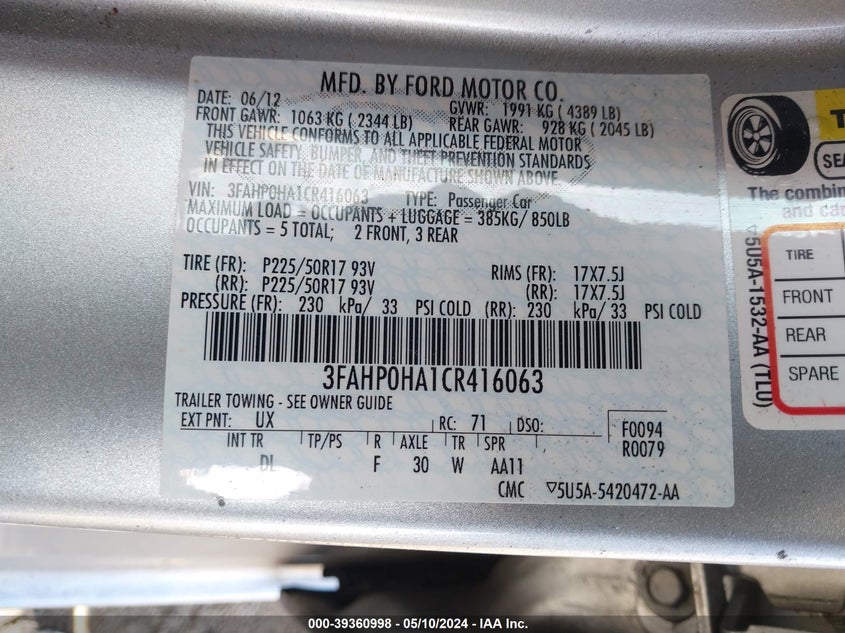 MFD. BY FORD MOTOR CO.
DATE: 06/12 GVWR: 1991 KG ( 4389 LB)
FRONT GAWR: 1063 KG ( 2344 LB) REAR GAWR: 928 KG ( 2045 LB)
THIS VEHICLE CONFORMS TO ALL APPLICABLE FEDERAL MOTOR
VEHICLE SAFETY, BUMPER, AND THEFT PREVENTION STANDARDS
IN EFFECT ON THE DATE OF MANUFACTURE SHOWN ABOVE.
VIN: 3FAHP0HA1CR416063 TYPE: Passenger Car
MAXIMUM LOAD = OCCUPANTS + LUGGAGE = 385KG/ 850LB
OCCUPANTS = 5 TOTAL; 2 FRONT, 3 REAR
TIRE (FR): P225/50R17 93V RIMS (FR): 17X7.5J
(RR): P225/50R17 93V (RR): 17X7.5J
PRESSURE (FR): 230 kPa/ 33 PSI COLD (RR): 230 kPa/ 33 PSI COLD
3FAHP0HA1CR416063
TRAILER TOWING - SEE OWNER GUIDE
EXT PNT: UX RC: 71 DSO: F0094
INT TR TP/PS R AXLE TR SPR R0079
DL F 30 W AA11
CMC ▽5U5A-5420472-AA
SEA
The combin
and ca
▽5U5A-1532-AA (TLU)
TIRE
FRONT
REAR
SPARE
000-39360998 — 05/10/2024 — IAA Inc.